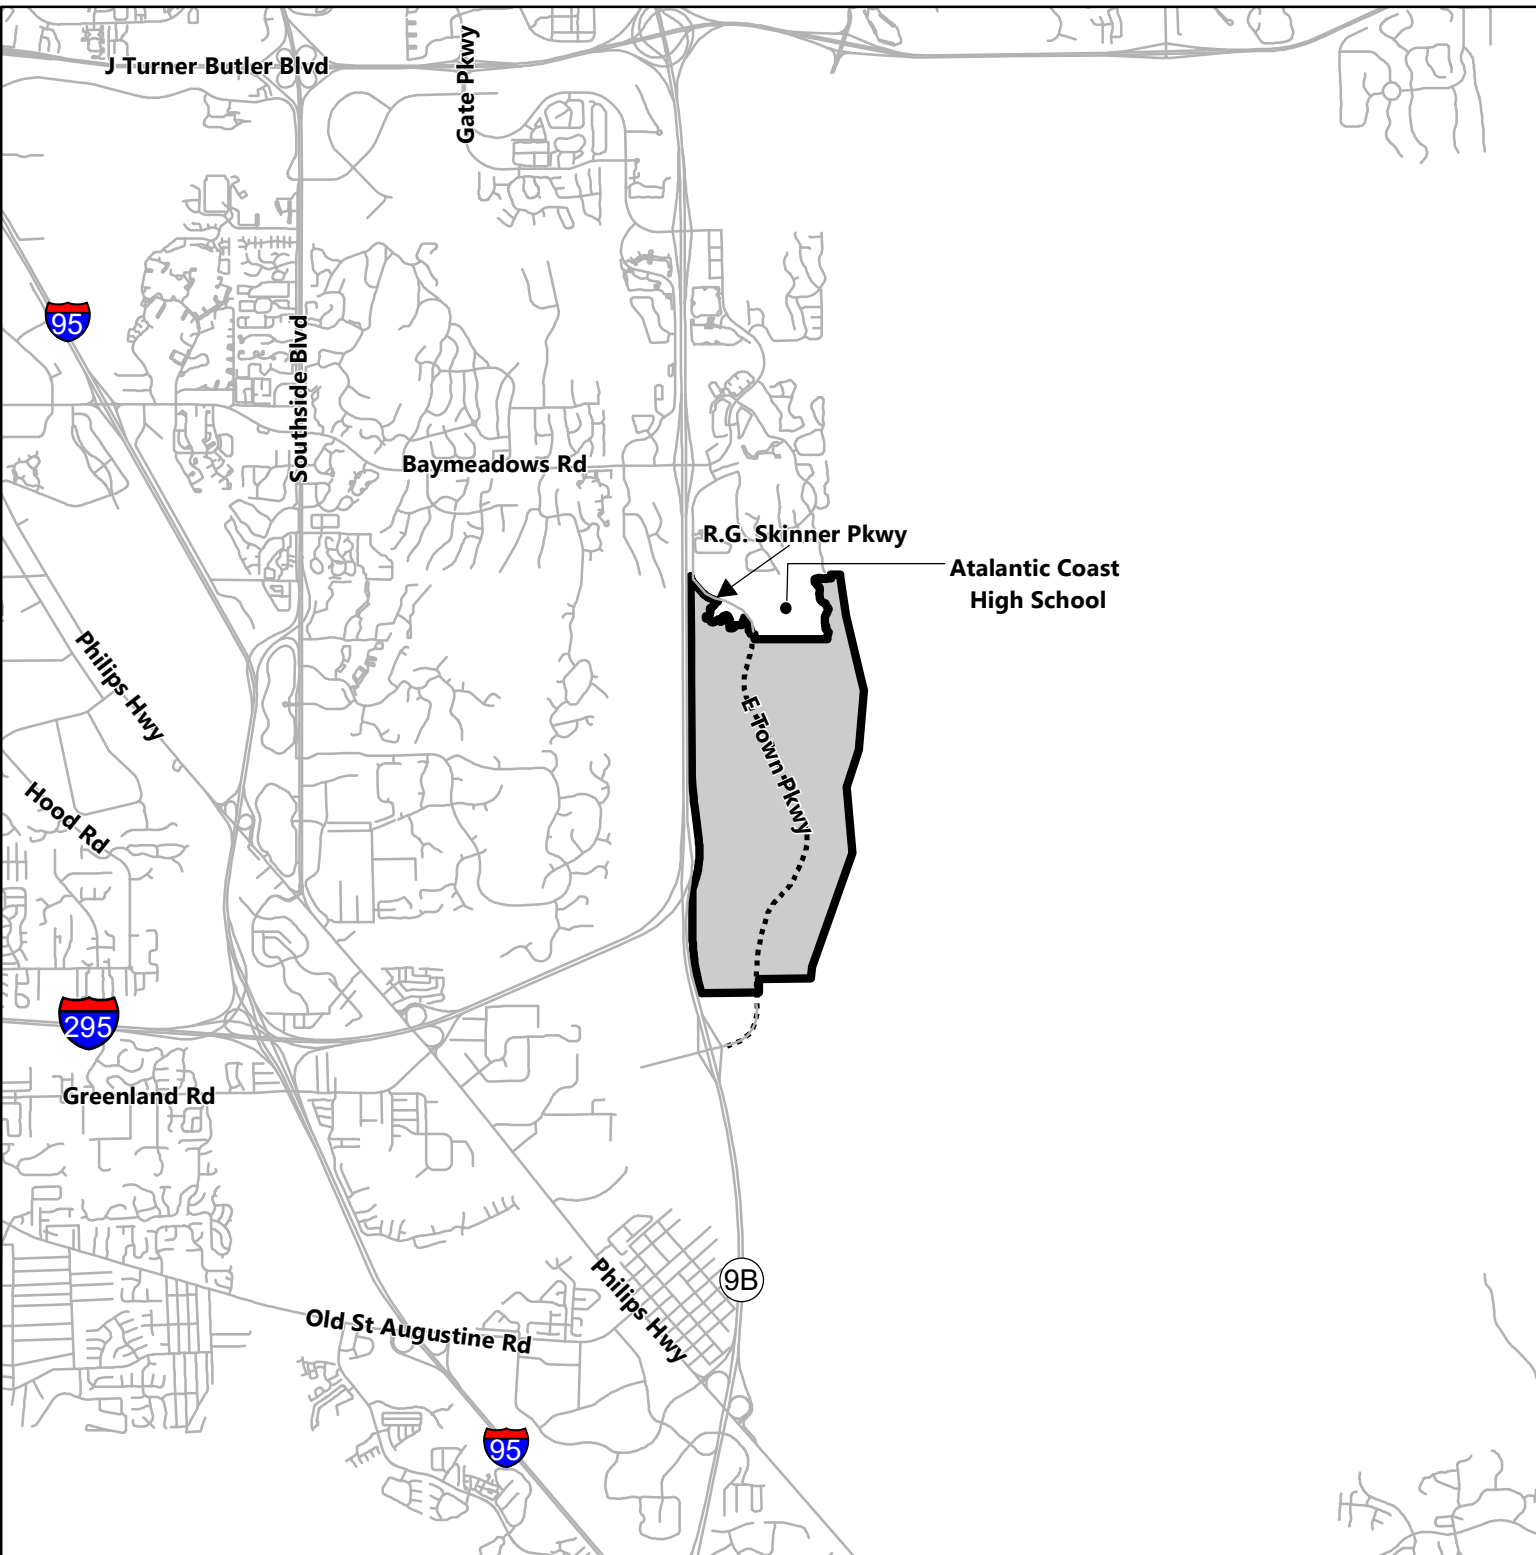 J Turner Butler Blvd
Gate Pkwy
95
Southside Blvd
Baymeadows Rd
R.G. Skinner Pkwy
Atalantic Coast
High School
Philips Hwy
E Town Pkwy
Hood Rd
295
Greenland Rd
9B
Philips Hwy
Old St Augustine Rd
95